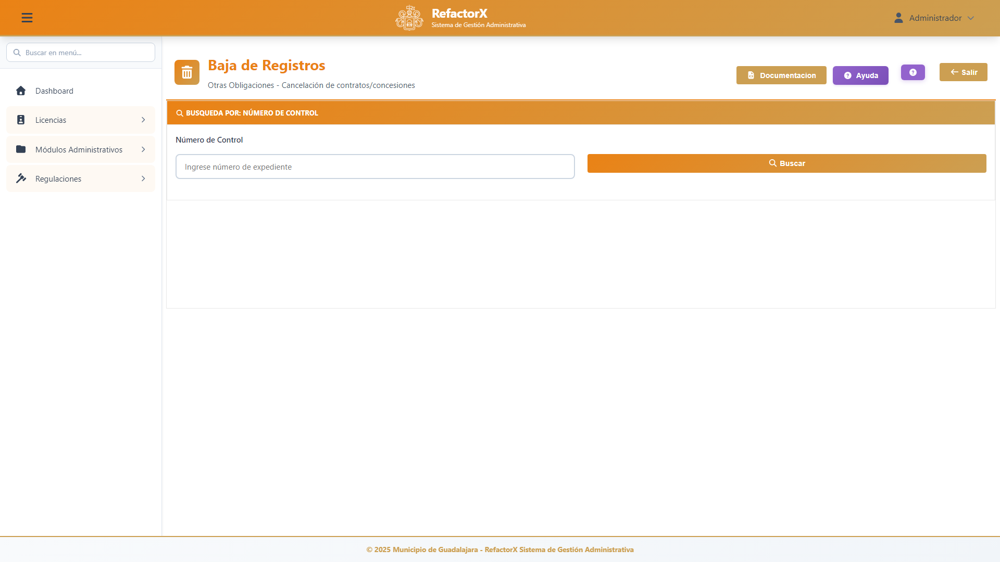 RefactorX
Sistema de Gestión Administrativa
Administrador
Buscar en menú...
Dashboard
Licencias
Módulos Administrativos
Regulaciones
Baja de Registros
Otras Obligaciones - Cancelación de contratos/concesiones
Documentacion
Ayuda
Salir
BUSQUEDA POR: NÚMERO DE CONTROL
Número de Control
Ingrese número de expediente
Buscar
© 2025 Municipio de Guadalajara - RefactorX Sistema de Gestión Administrativa